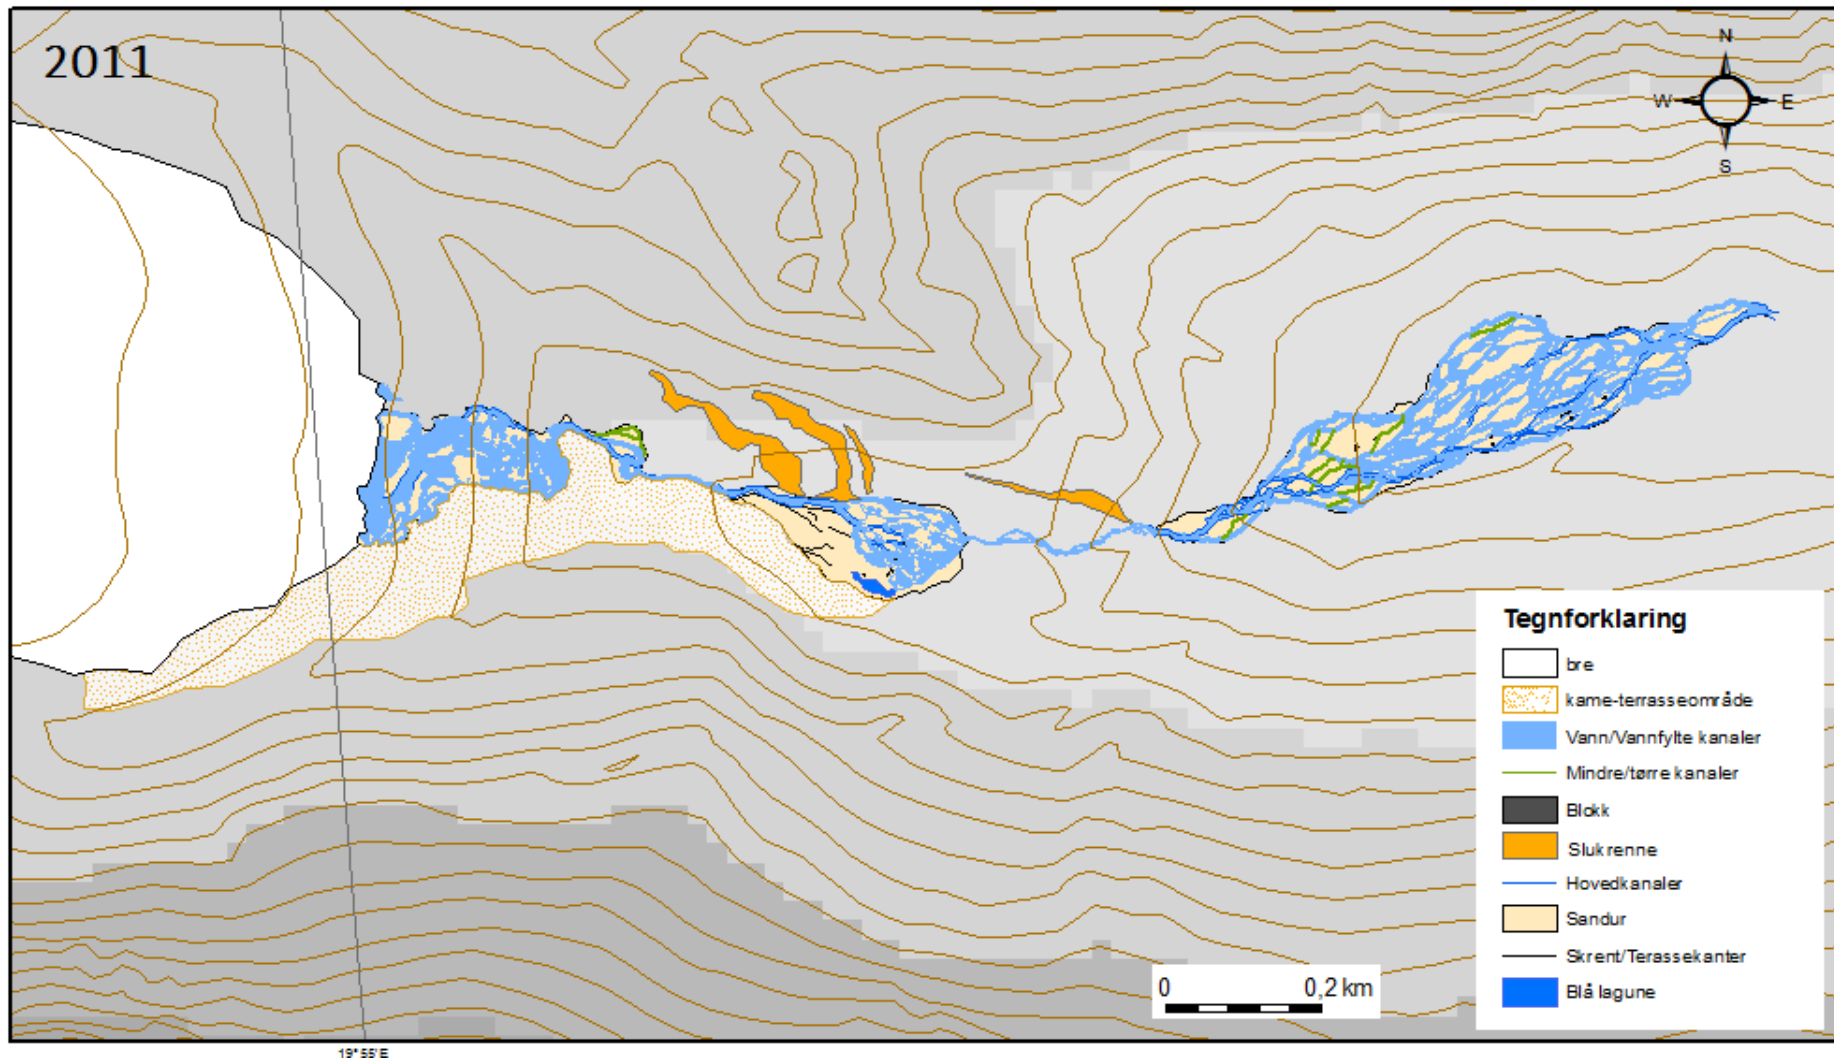 2011
N
W E
S
Tegnforklaring
bre
kame-terrasseområde
Vann/Vannfylte kanaler
Mindre/tørre kanaler
Blokk
Slukrenne
Hovedkanaler
Sandur
Skrent/Terassekanter
Blå lagune
0 0,2 km
19°55'E